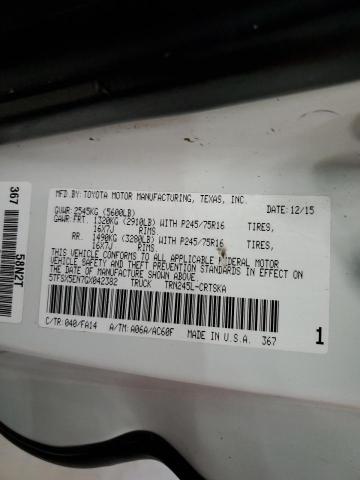 MFD.BY: TOYOTA MOTOR MANUFACTURING, TEXAS, INC. DATE: 12/15
GVWR: 2545KG (5600LB)
GAWR: FRT. 1320KG (2910LB) WITH P245/75R16 TIRES,
16X7J RIMS.
RR. 1490KG (3280LB) WITH P245/75R16 TIRES,
16X7J RIMS.
THIS VEHICLE CONFORMS TO ALL APPLICABLE FEDERAL MOTOR
VEHICLE SAFETY AND THEFT PREVENTION STANDARDS IN EFFECT ON
THE DATE OF MANUFACTURE SHOWN ABOVE
5TFSX5EN7GX042382 TRUCK TRN245L-CRTSKA
C/TR: 040/FA14 A/TM: A06A/AC60F MADE IN U.S.A. 367 1
367